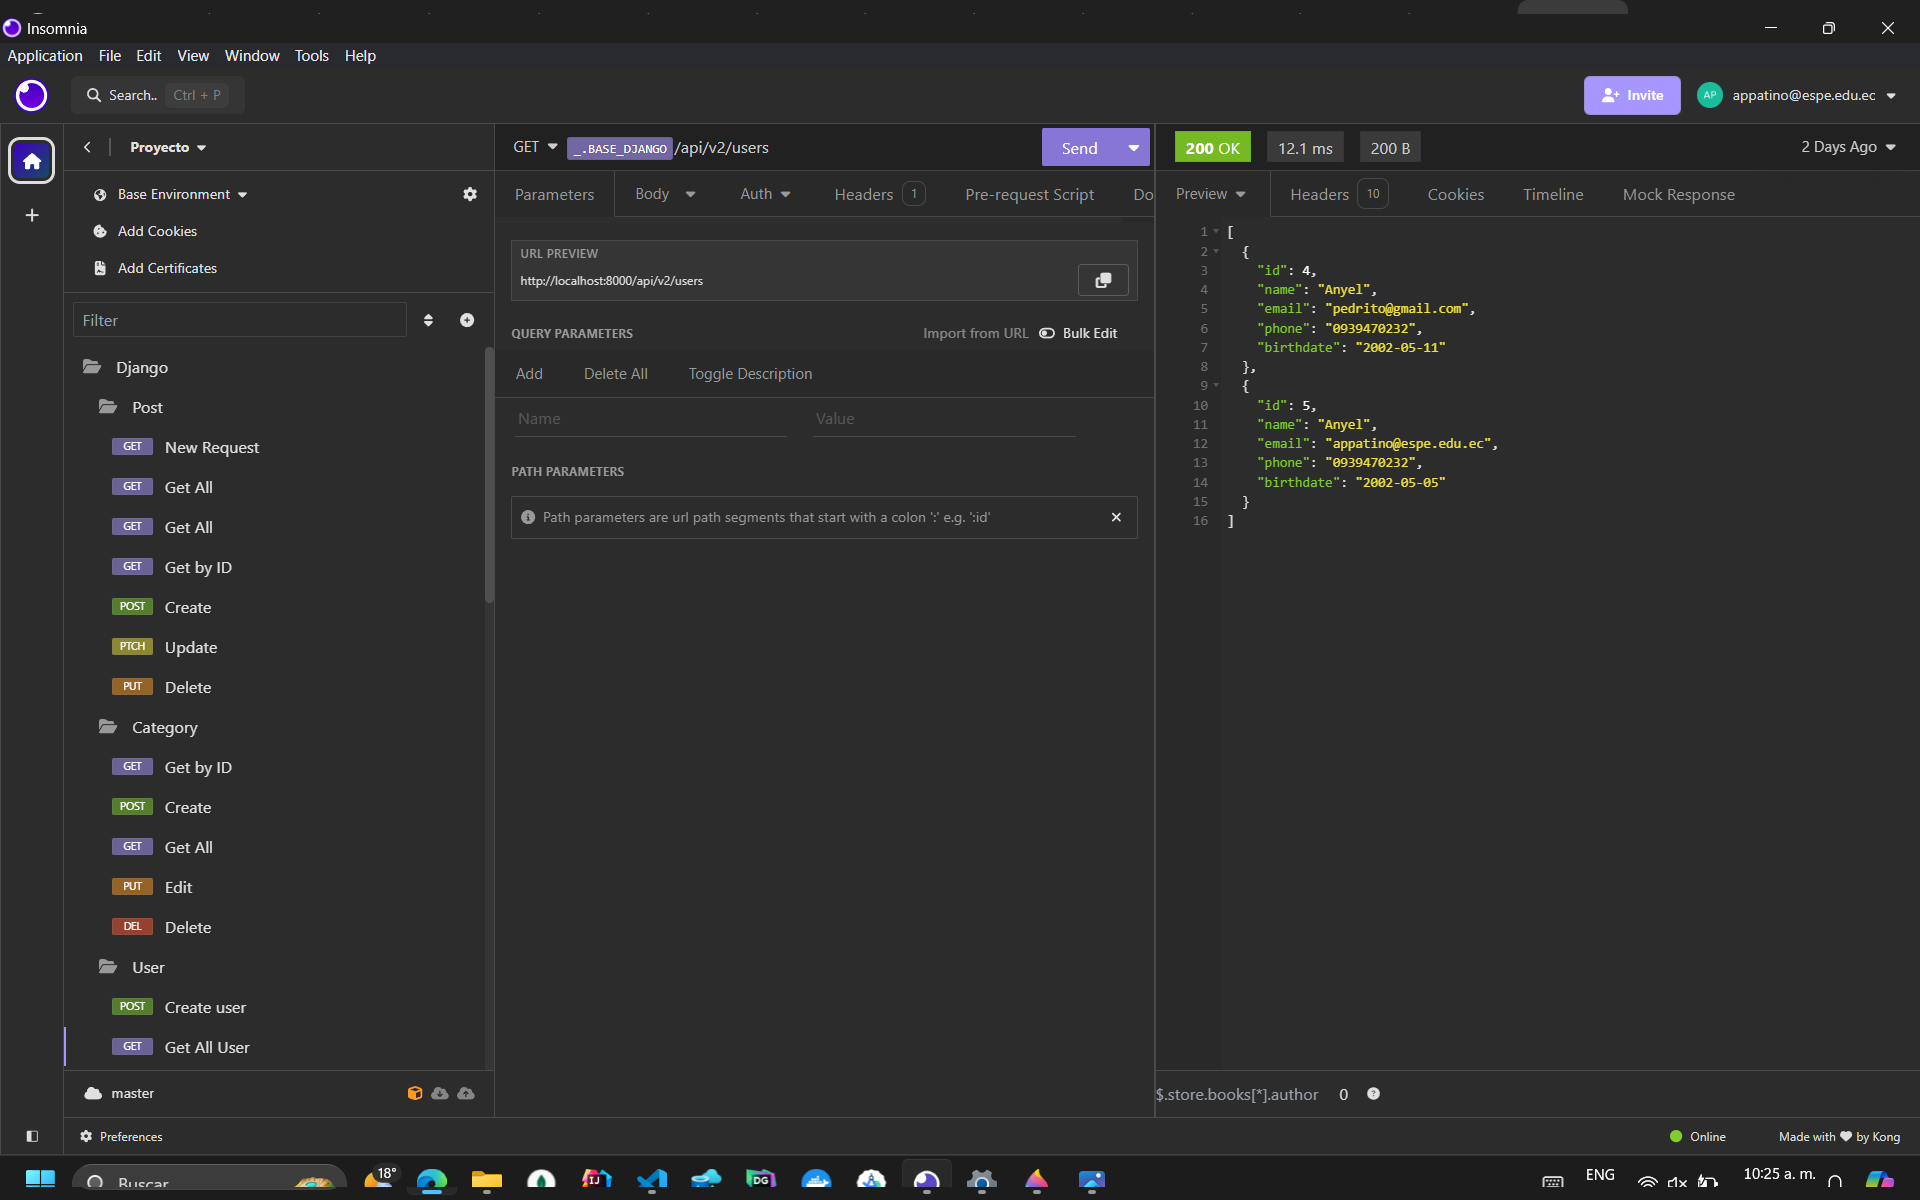 Insomnia
Application File Edit View Window Tools Help
Search.. Ctrl + P
Invite
AP appatino@espe.edu.ec
Proyecto
Base Environment
Add Cookies
Add Certificates
Filter
Django
Post
GET New Request
GET Get All
GET Get All
GET Get by ID
POST Create
PTCH Update
PUT Delete
Category
GET Get by ID
POST Create
GET Get All
PUT Edit
DEL Delete
User
POST Create user
GET Get All User
master
Preferences
GET _.BASE_DJANGO /api/v2/users
Send
Parameters Body Auth Headers 1 Pre-request Script Do
URL PREVIEW
http://localhost:8000/api/v2/users
QUERY PARAMETERS Import from URL Bulk Edit
Add Delete All Toggle Description
Name Value
PATH PARAMETERS
Path parameters are url path segments that start with a colon ':' e.g. ':id'
200 OK 12.1 ms 200 B 2 Days Ago
Preview Headers 10 Cookies Timeline Mock Response
1 [
2 {
3 "id": 4,
4 "name": "Anyel",
5 "email": "pedrito@gmail.com",
6 "phone": "0939470232",
7 "birthdate": "2002-05-11"
8 },
9 {
10 "id": 5,
11 "name": "Anyel",
12 "email": "appatino@espe.edu.ec",
13 "phone": "0939470232",
14 "birthdate": "2002-05-05"
15 }
16 ]
$.store.books[*].author 0
Online Made with ❤ by Kong
Buscar 18° IJ DG ENG 10:25 a. m.